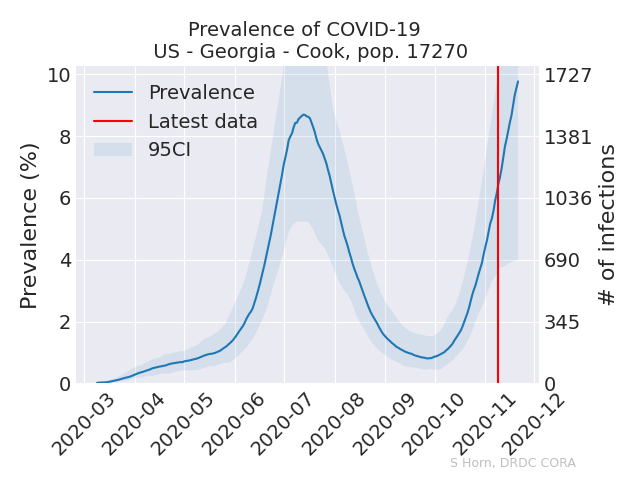 Prevalence of COVID-19
US - Georgia - Cook, pop. 17270
Prevalence
Latest data
95CI
Prevalence (%)
10
8
6
4
2
0
1727
1381
1036
690
345
0
# of infections
2020-03
2020-04
2020-05
2020-06
2020-07
2020-08
2020-09
2020-10
2020-11
2020-12
S Horn, DRDC CORA